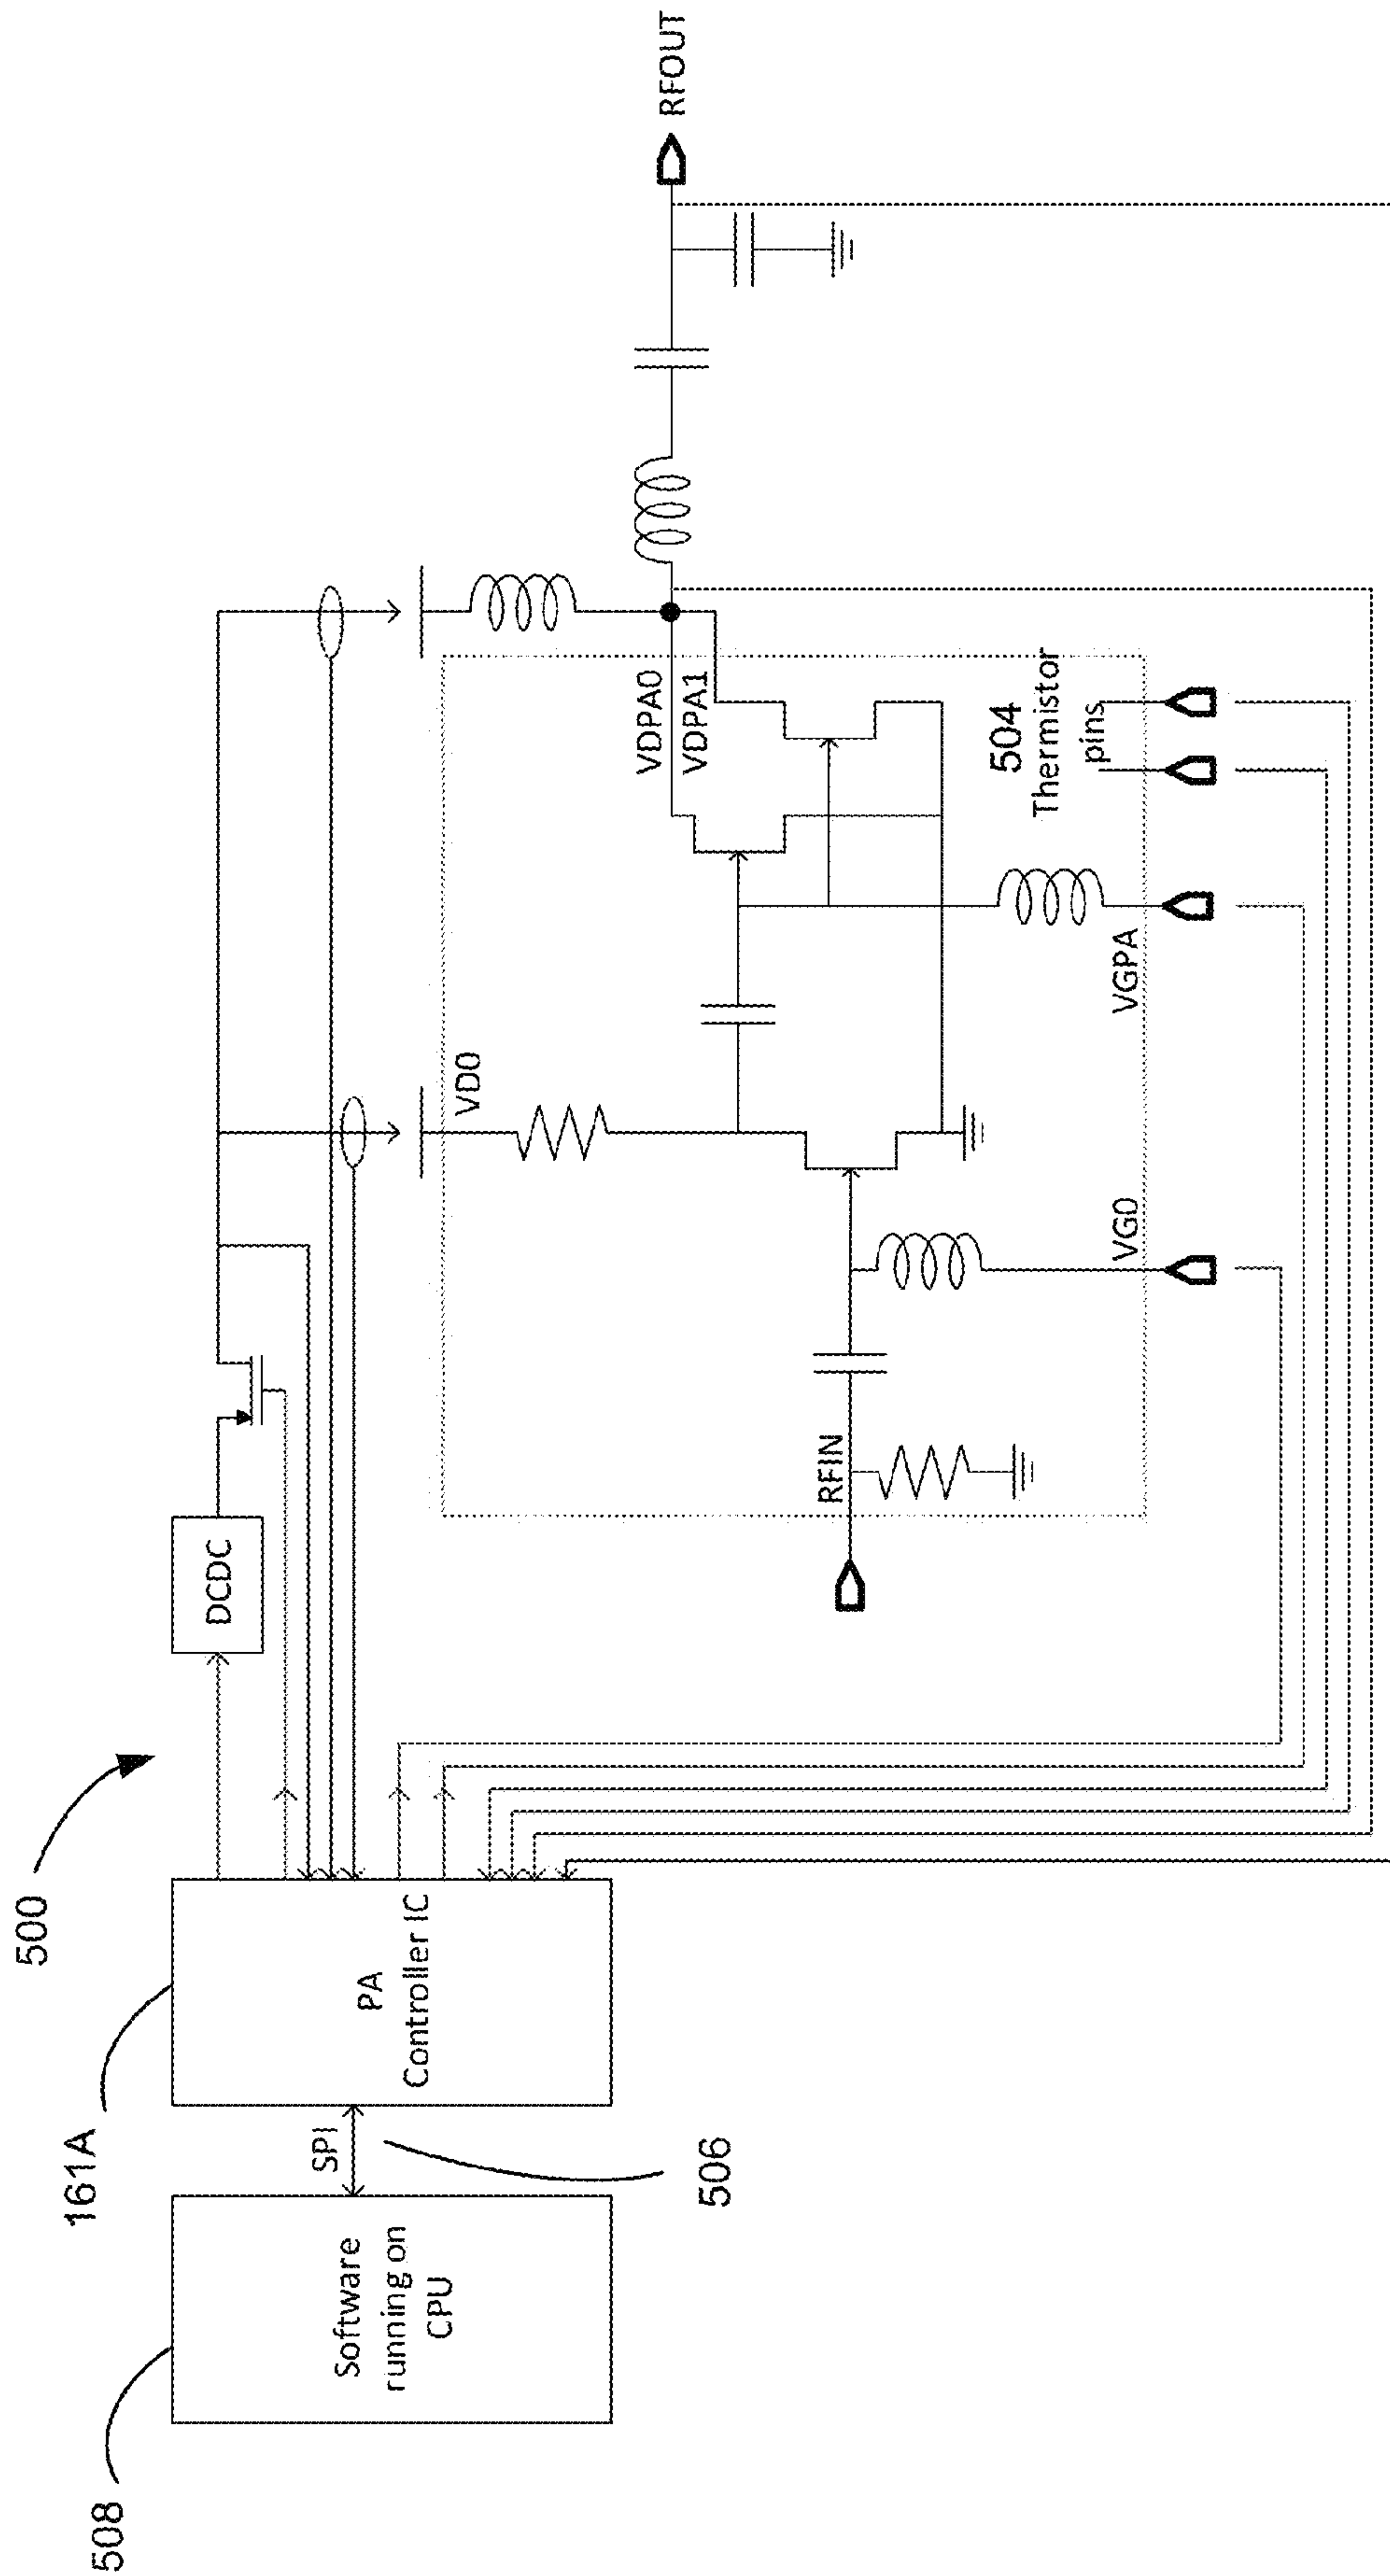 500
508
161A
Software
running on
CPU
SPI
506
PA
Controller IC
DCDC
RFIN
VD0
VG0
VGPA
VDPA0
VDPA1
504
Thermistor
pins
RFOUT